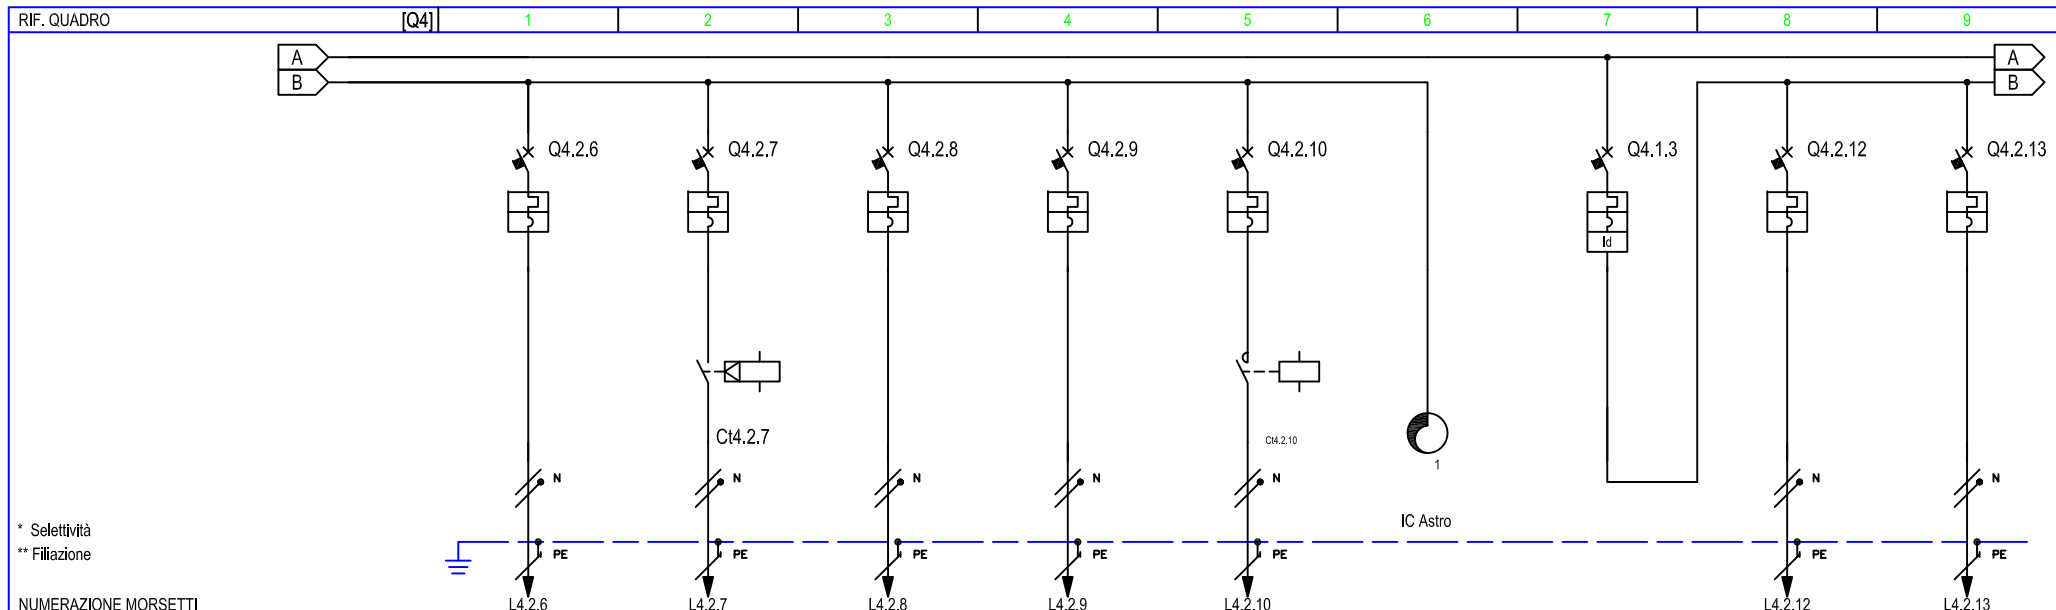 RIF. QUADRO [Q4] 1 2 3 4 5 6 7 8 9
A A
B B
Q4.2.6 Q4.2.7 Q4.2.8 Q4.2.9 Q4.2.10 Q4.1.3 Q4.2.12 Q4.2.13
Id
Ct4.2.7 Ct4.2.10
1
N N N N N N N
IC Astro
* Selettività
** Filiazione
PE PE PE PE PE PE PE
NUMERAZIONE MORSETTI L4.2.6 L4.2.7 L4.2.8 L4.2.9 L4.2.10 L4.2.12 L4.2.13